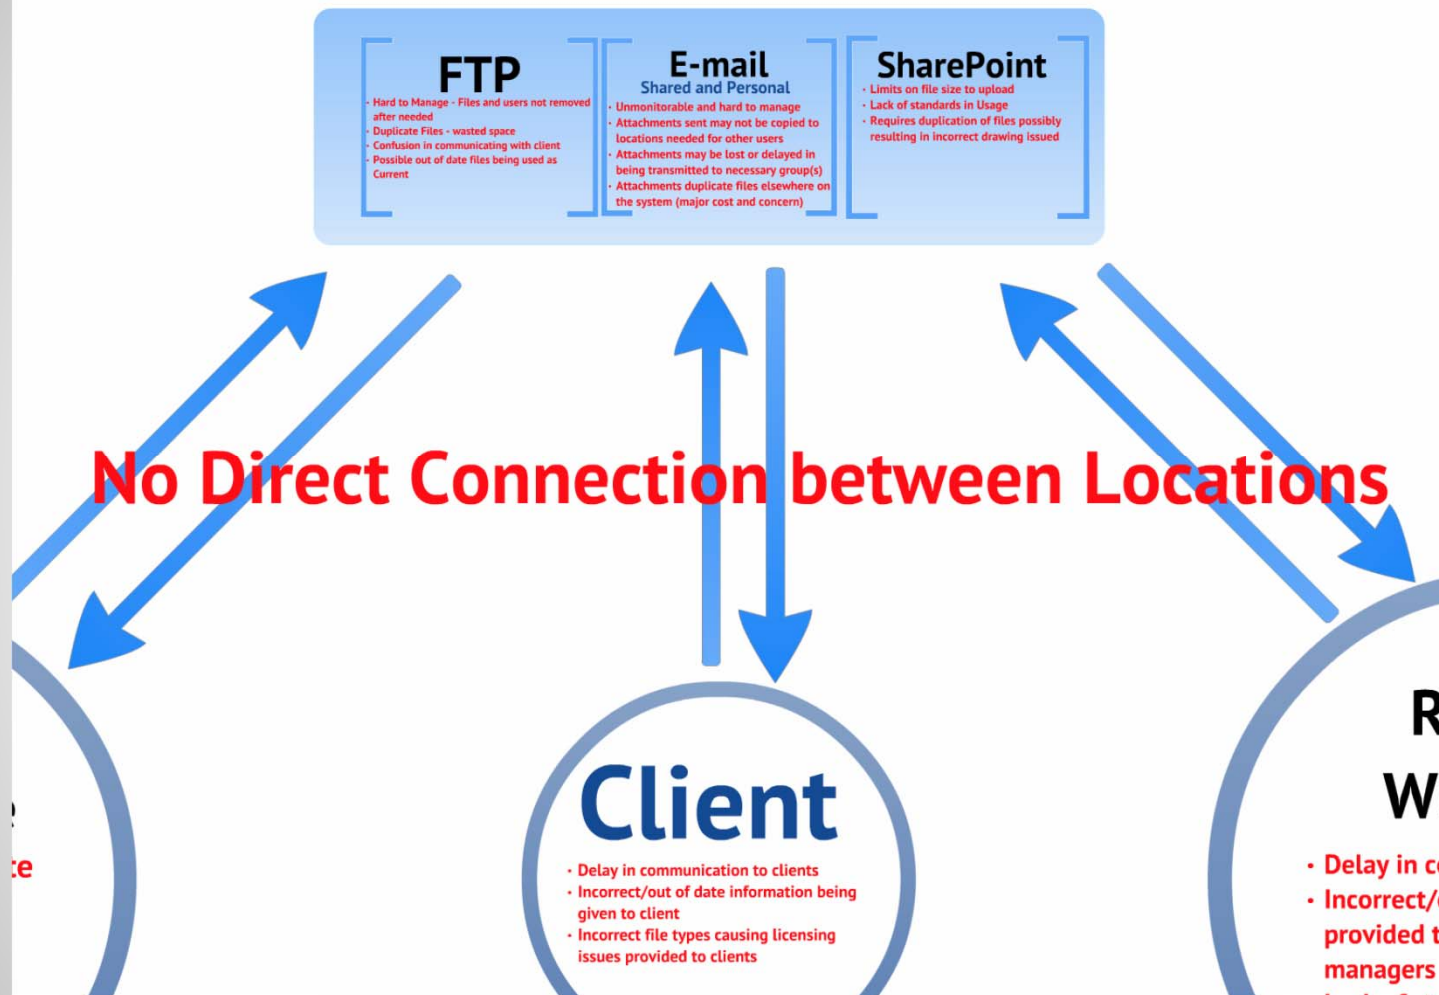 FTP
· Hard to Manage - Files and users not removed
after needed
· Duplicate Files - wasted space
· Confusion in communicating with client
· Possible out of date files being used as
Current
E-mail
Shared and Personal
· Unmonitorable and hard to manage
· Attachments sent may not be copied to
locations needed for other users
· Attachments may be lost or delayed in
being transmitted to necessary group(s)
· Attachments duplicate files elsewhere on
the system (major cost and concern)
SharePoint
· Limits on file size to upload
· Lack of standards in Usage
· Requires duplication of files possibly
resulting in incorrect drawing issued
No Direct Connection between Locations
Client
· Delay in communication to clients
· Incorrect/out of date information being
given to client
· Incorrect file types causing licensing
issues provided to clients
· Delay in
· Incorrect/
provided
managers